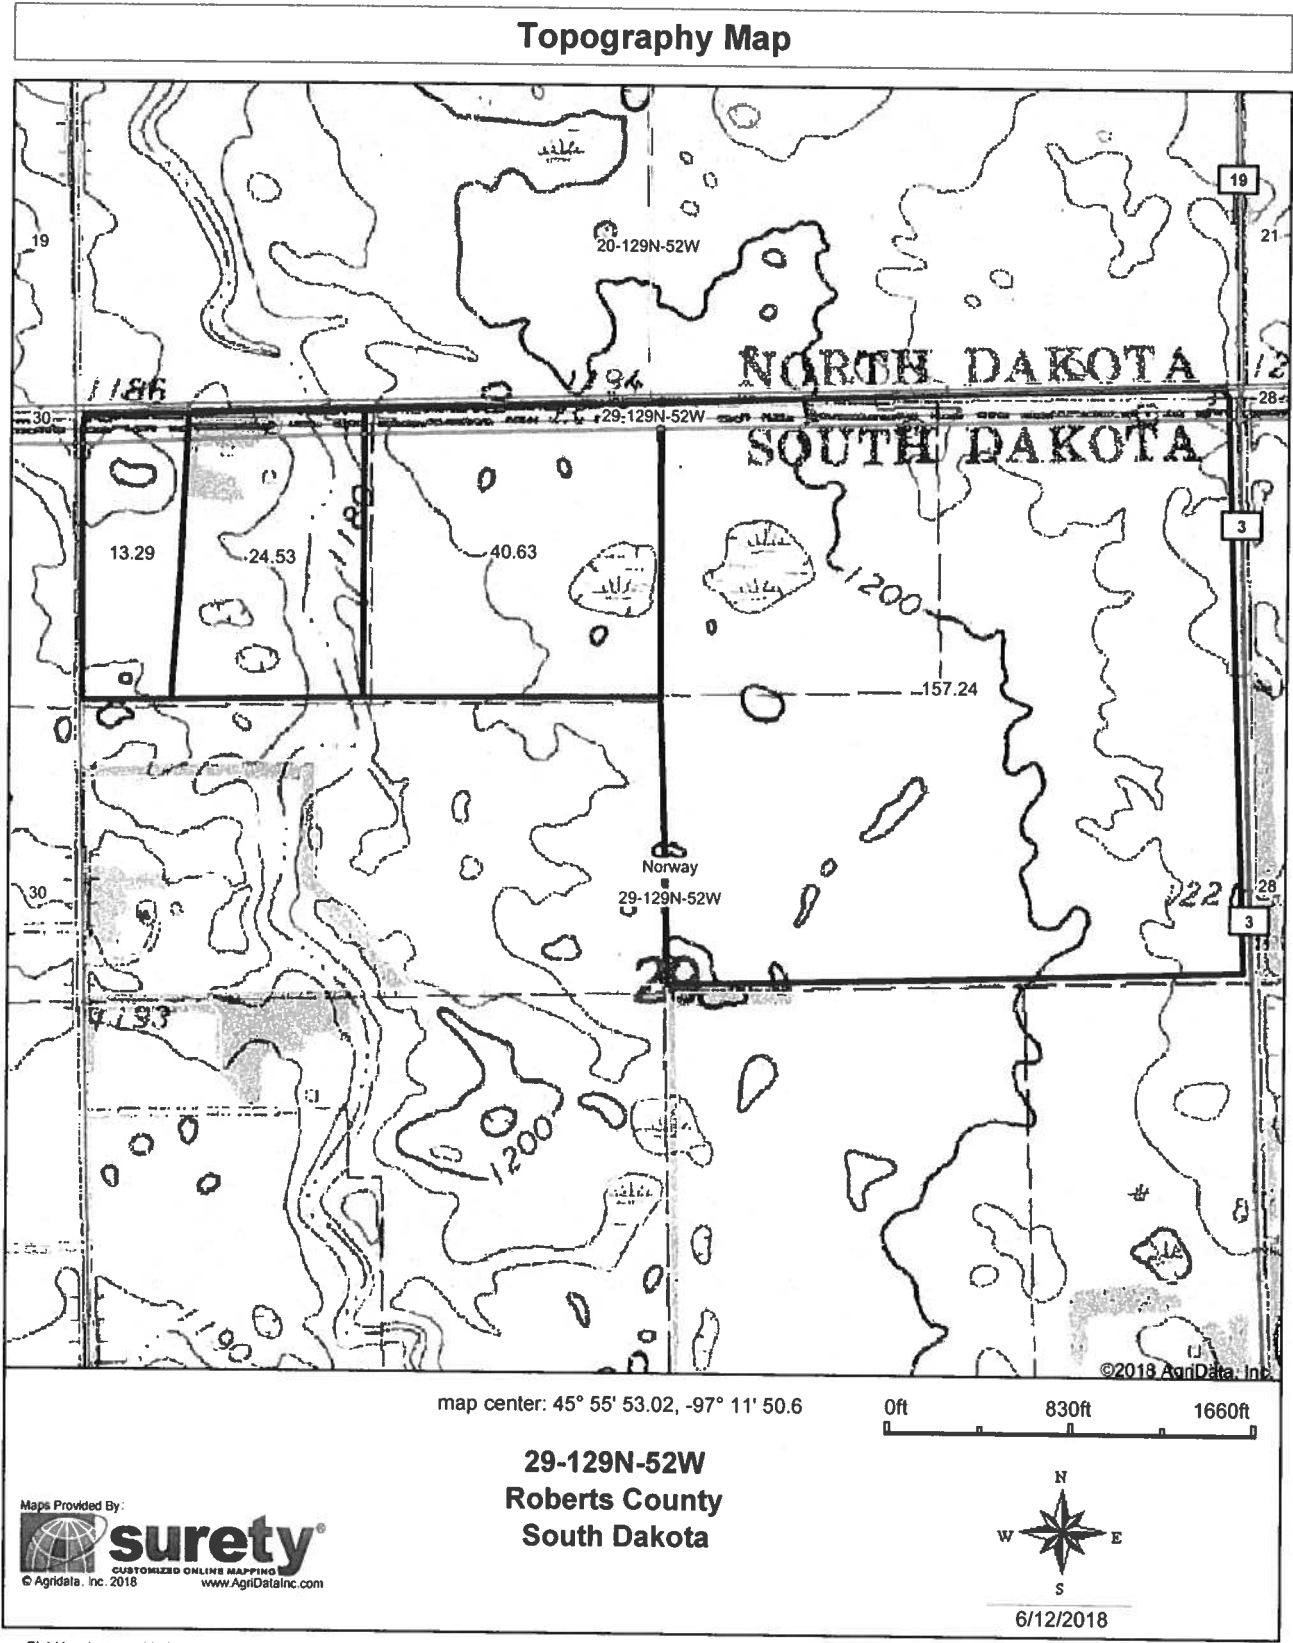 Topography Map
19
19
20-129N-52W
21
NORTH DAKOTA
1186
1194
12
30
29-129N-52W
28
SOUTH DAKOTA
3
118
13.29
24.53
40.63
1200
157.24
Norway
30
29-129N-52W
122
28
3
29
1193
1200
©2018 AgriData, Inc.
map center: 45° 55' 53.02, -97° 11' 50.6
0ft 830ft 1660ft
29-129N-52W
Roberts County
South Dakota
N
W E
S
6/12/2018
Maps Provided By:
surety®
CUSTOMIZED ONLINE MAPPING
© Agridata, Inc. 2018 www.AgriDataInc.com